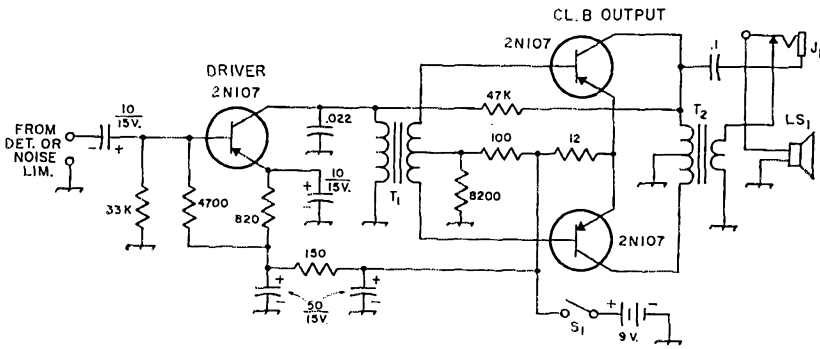 CL. B OUTPUT
2N107
.1
J1
DRIVER
2N107
47K
T2
LS1
10
15V.
.022
100
12
FROM
DET. OR
NOISE
LIM.
10
15V.
T1
8200
33K
4700
820
2N107
150
50
15V.
S1
9 V.